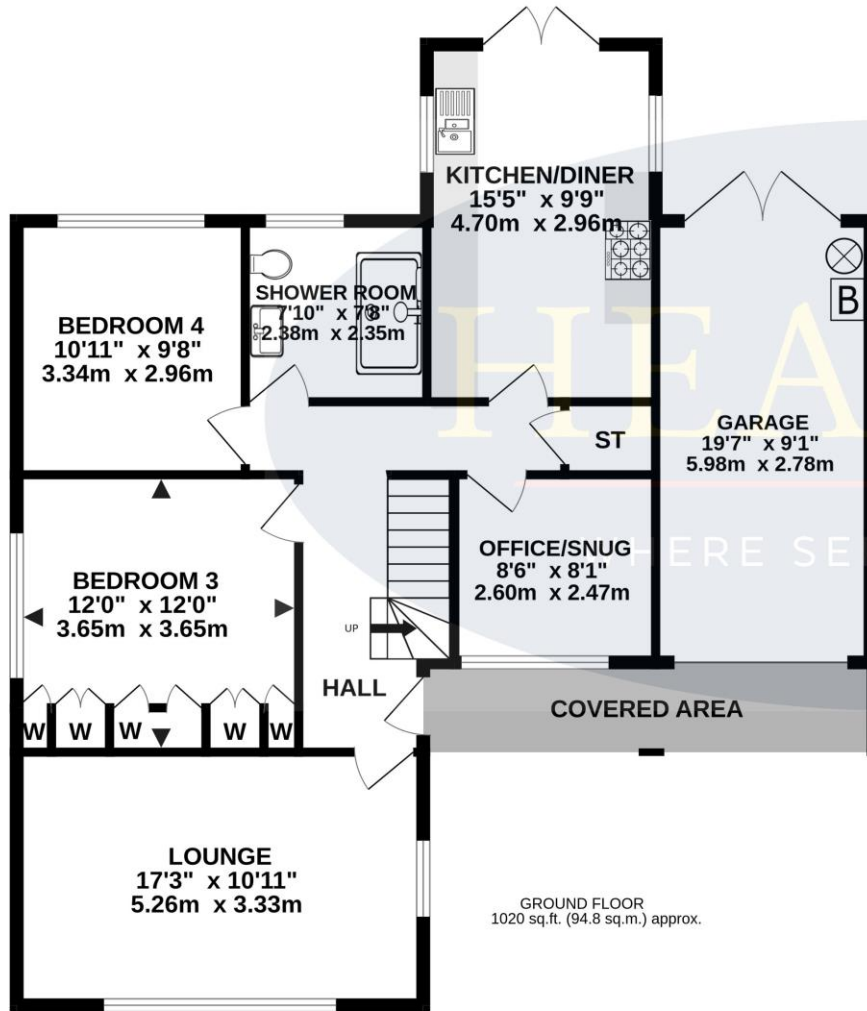 KITCHEN/DINER
15'5" x 9'9"
4.70m x 2.96m
SHOWER ROOM
7'10" x 7'8"
2.38m x 2.35m
BEDROOM 4
10'11" x 9'8"
3.34m x 2.96m
B
HEA
ST
GARAGE
19'7" x 9'1"
5.98m x 2.78m
WHERE SE
OFFICE/SNUG
8'6" x 8'1"
2.60m x 2.47m
BEDROOM 3
12'0" x 12'0"
3.65m x 3.65m
UP
HALL
COVERED AREA
W W W W W
LOUNGE
17'3" x 10'11"
5.26m x 3.33m
GROUND FLOOR
1020 sq.ft. (94.8 sq.m.) approx.